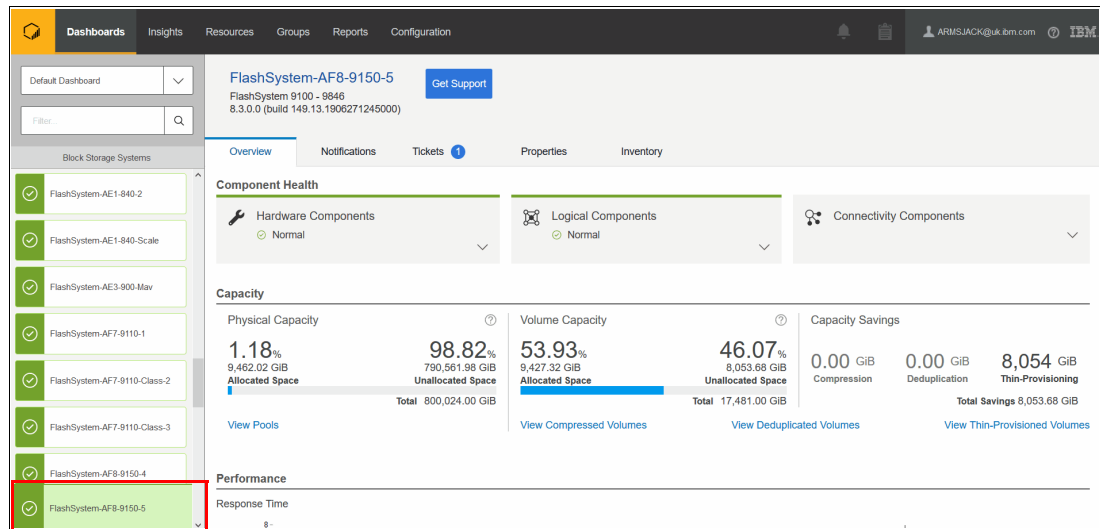 Dashboards Insights Resources Groups Reports Configuration ARMSJACK@uk.ibm.com IBM
Default Dashboard
Filter...
Block Storage Systems
FlashSystem-AE1-840-2
FlashSystem-AE1-840-Scale
FlashSystem-AE3-900-Mav
FlashSystem-AF7-9110-1
FlashSystem-AF7-9110-Class-2
FlashSystem-AF7-9110-Class-3
FlashSystem-AF8-9150-4
FlashSystem-AF8-9150-5
FlashSystem-AF8-9150-5
Get Support
FlashSystem 9100 - 9846
8.3.0.0 (build 149.13.1906271245000)
Overview Notifications Tickets 1 Properties Inventory
Component Health
Hardware Components
Normal
Logical Components
Normal
Connectivity Components
Capacity
Physical Capacity
1.18% 98.82%
9,462.02 GiB 790,561.98 GiB
Allocated Space Unallocated Space
Total 800,024.00 GiB
View Pools
Volume Capacity
53.93% 46.07%
9,427.32 GiB 8,053.68 GiB
Allocated Space Unallocated Space
Total 17,481.00 GiB
View Compressed Volumes View Deduplicated Volumes
Capacity Savings
0.00 GiB 0.00 GiB 8,054 GiB
Compression Deduplication Thin-Provisioning
Total Savings 8,053.68 GiB
View Thin-Provisioned Volumes
Performance
Response Time
8